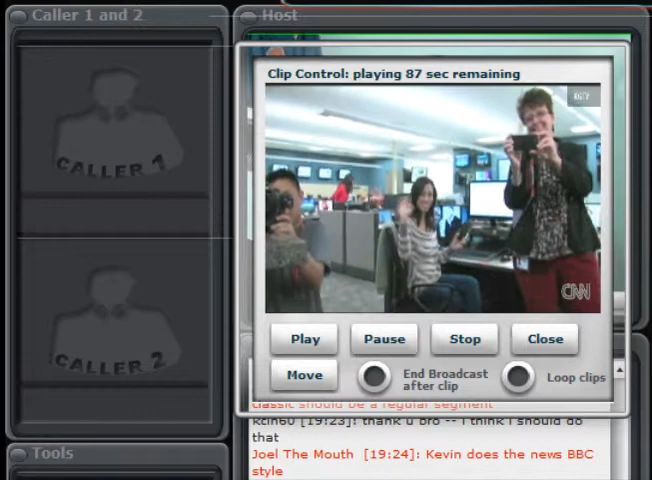 Caller 1 and 2
Host
CALLER 1
CALLER 2
Tools
Clip Control: playing 87 sec remaining
CNN
Play
Pause
Stop
Close
Move
End Broadcast
after clip
Loop clips
classic should be a regular segment
kcin60 [19:23]: thank u bro -- i think i should do
that
Joel The Mouth [19:24]: Kevin does the news BBC
style